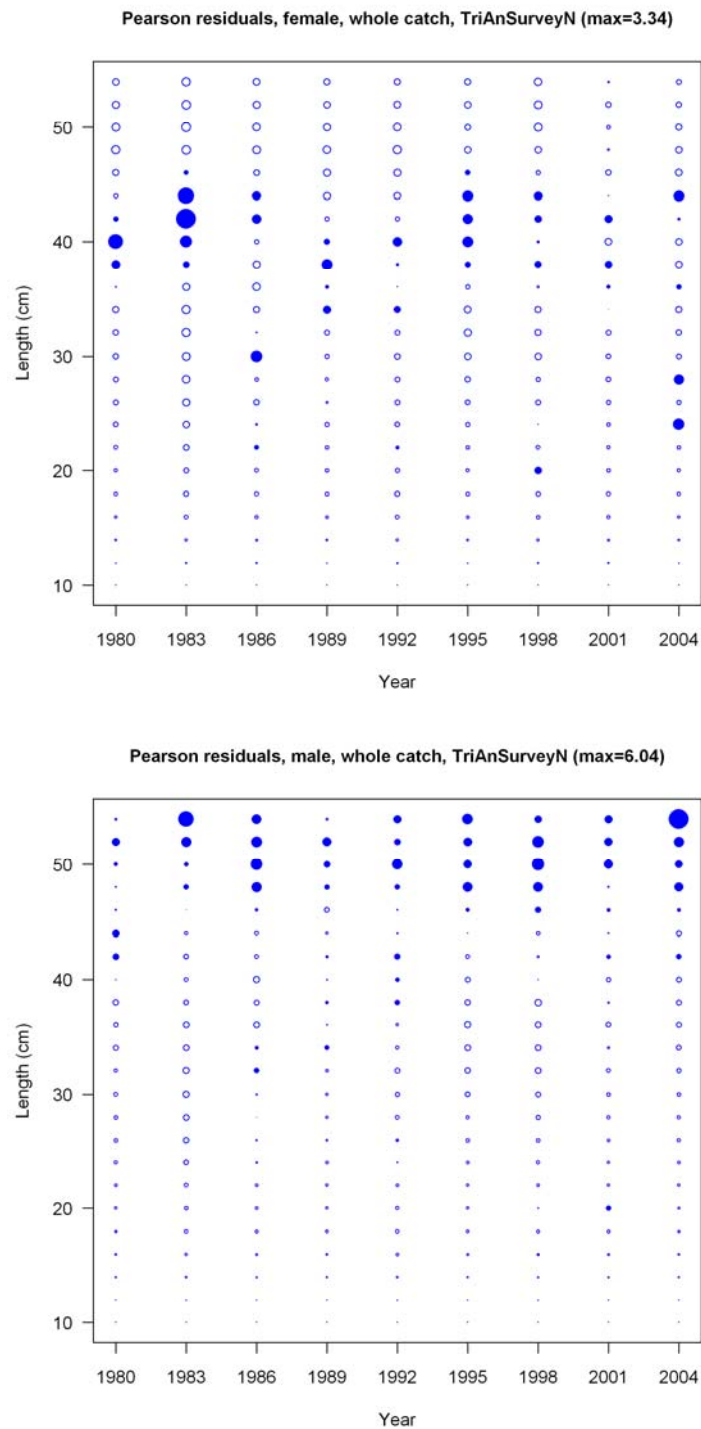 Pearson residuals, female, whole catch, TriAnSurveyN (max=3.34)
50
40
30
20
10
Length (cm)
1980 1983 1986 1989 1992 1995 1998 2001 2004
Year
Pearson residuals, male, whole catch, TriAnSurveyN (max=6.04)
50
40
30
20
10
Length (cm)
1980 1983 1986 1989 1992 1995 1998 2001 2004
Year